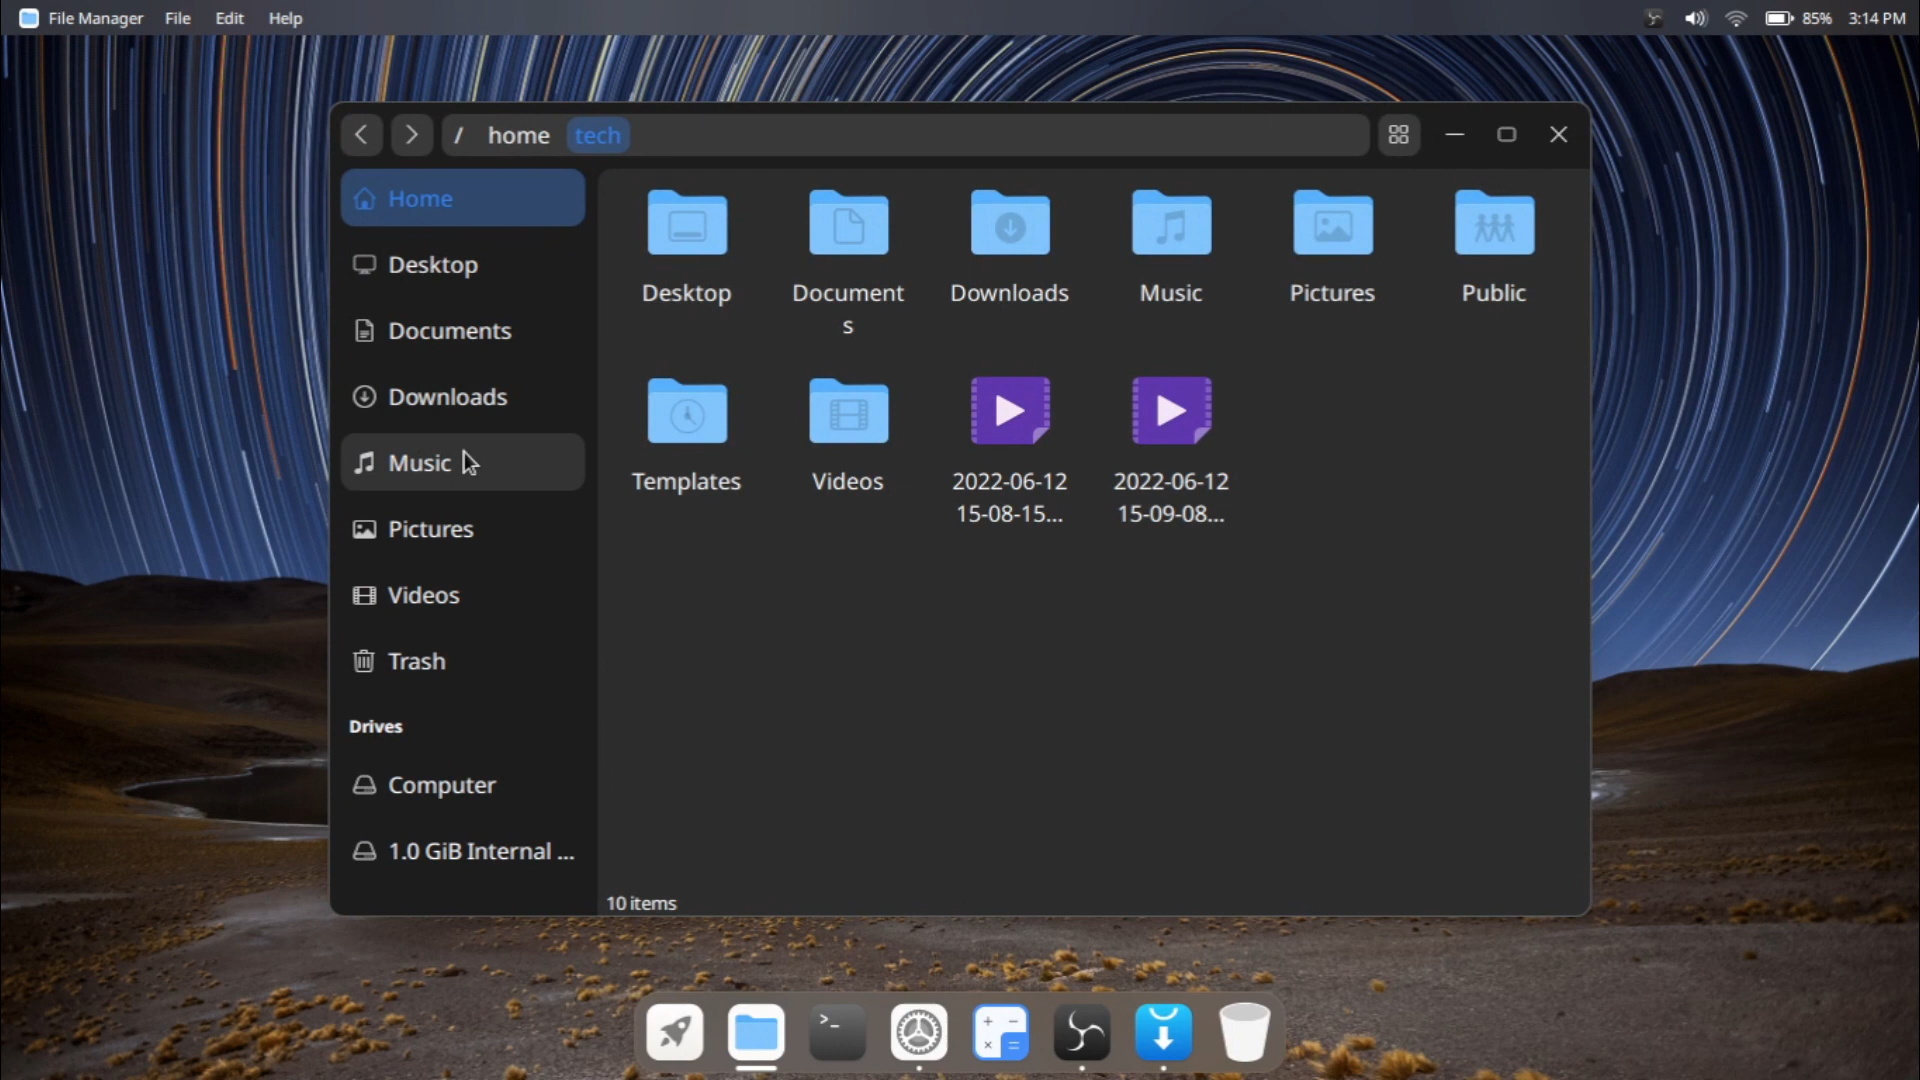 File Manager File Edit Help 85% 3:14 PM
/ home tech
Home
Desktop
Documents
Downloads
Music
Pictures
Videos
Trash
Drives
Computer
1.0 GiB Internal ...
Desktop
Document
s
Downloads
Music
Pictures
Public
Templates
Videos
2022-06-12
15-08-15...
2022-06-12
15-09-08...
10 items
>_
+ −
× =